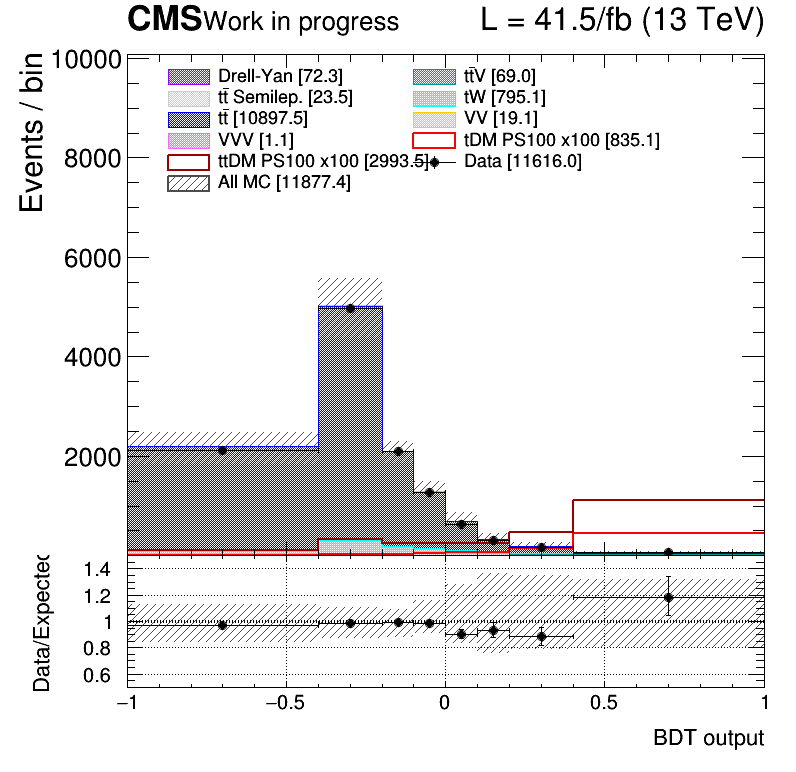 CMS Work in progress L = 41.5/fb (13 TeV)
Events / bin
10000
8000
6000
4000
2000
Drell-Yan [72.3] tt̄V [69.0]
tt̄ Semilep. [23.5] tW [795.1]
tt̄ [10897.5] VV [19.1]
VVV [1.1] tDM PS100 x100 [835.1]
ttDM PS100 x100 [2993.5] Data [11616.0]
All MC [11877.4]
Data/Expected
1.4
1.2
1
0.8
0.6
−1 −0.5 0 0.5 1
BDT output